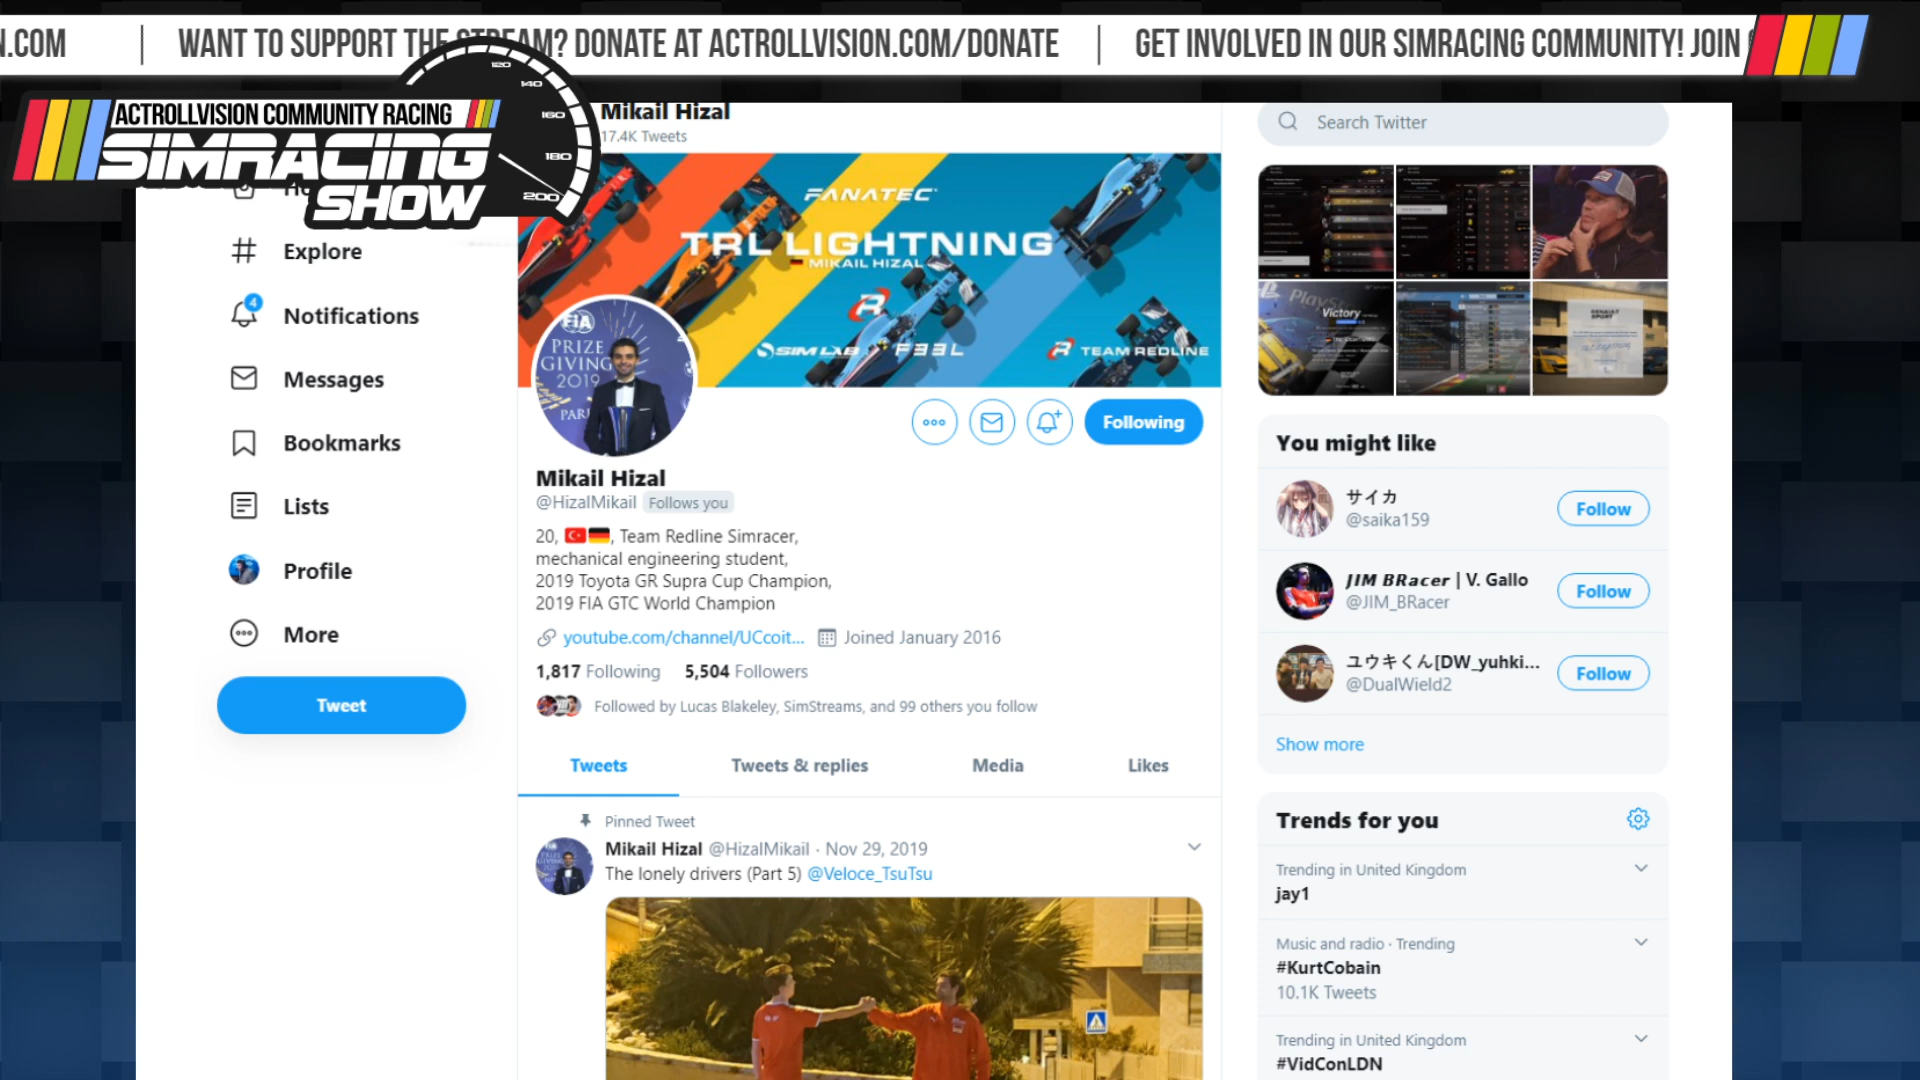 N.COM | WANT TO SUPPORT THE STREAM? DONATE AT ACTROLLVISION.COM/DONATE | GET INVOLVED IN OUR SIMRACING COMMUNITY! JOIN
ACTROLLVISION COMMUNITY RACING
SIMRACING
SHOW
120
140
160
180
200
Mikail Hizal
17.4K Tweets
Explore
4
Notifications
Messages
Bookmarks
Lists
Profile
More
Tweet
FANATEC
TRL LIGHTNING
MIKAIL HIZAL
SIMLAB
F33L
TEAM REDLINE
FIA
PRIZE
GIVING
2019
PARI
Following
Mikail Hizal
@HizalMikail Follows you
20, 🇹🇷🇩🇪, Team Redline Simracer,
mechanical engineering student,
2019 Toyota GR Supra Cup Champion,
2019 FIA GTC World Champion
youtube.com/channel/UCcoit... Joined January 2016
1,817 Following 5,504 Followers
Followed by Lucas Blakeley, SimStreams, and 99 others you follow
Tweets Tweets & replies Media Likes
Pinned Tweet
Mikail Hizal @HizalMikail · Nov 29, 2019
The lonely drivers (Part 5) @Veloce_TsuTsu
Search Twitter
PlaySt
Victory
RENAULT
SPORT
You might like
サイカ
@saika159
Follow
JIM BRacer | V. Gallo
@JIM_BRacer
Follow
ユウキくん[DW_yuhki...
@DualWield2
Follow
Show more
Trends for you
Trending in United Kingdom
jay1
Music and radio · Trending
#KurtCobain
10.1K Tweets
Trending in United Kingdom
#VidConLDN